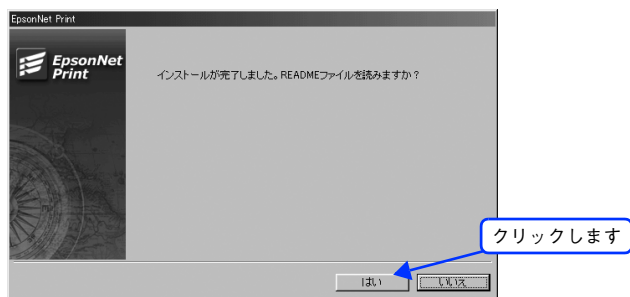 EpsonNet Print
EpsonNet
Print
インストールが完了しました。READMEファイルを読みますか？
クリックします
はい
いいえ